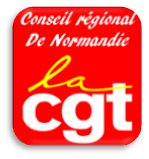 Conseil régional
De Normandie
la
cgt